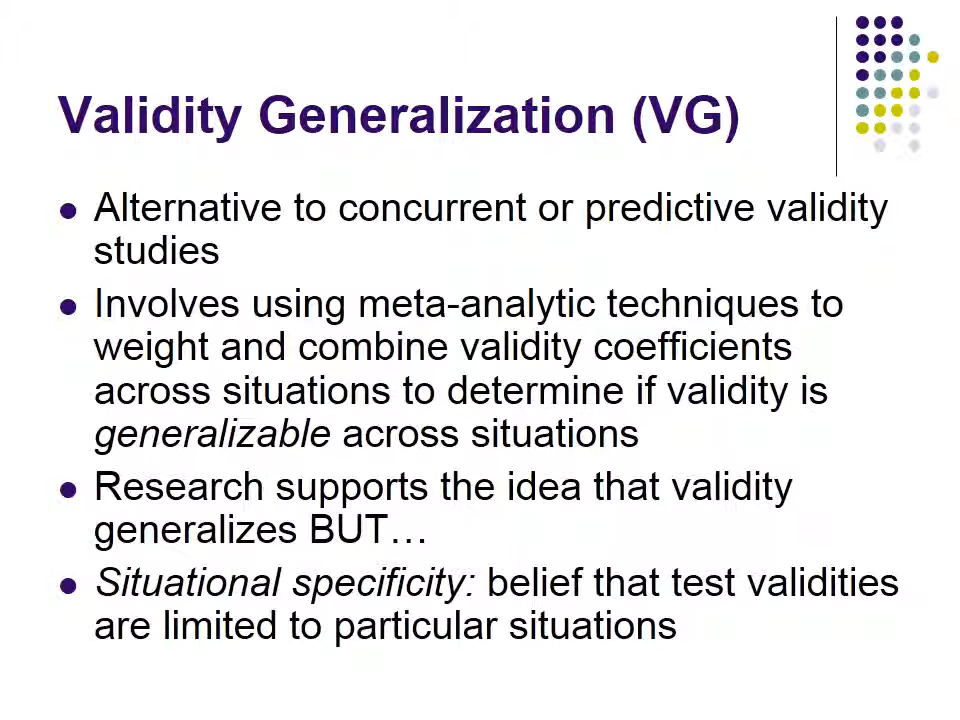 Validity Generalization (VG)
● Alternative to concurrent or predictive validity
studies
● Involves using meta-analytic techniques to
weight and combine validity coefficients
across situations to determine if validity is
generalizable across situations
● Research supports the idea that validity
generalizes BUT…
● Situational specificity: belief that test validities
are limited to particular situations